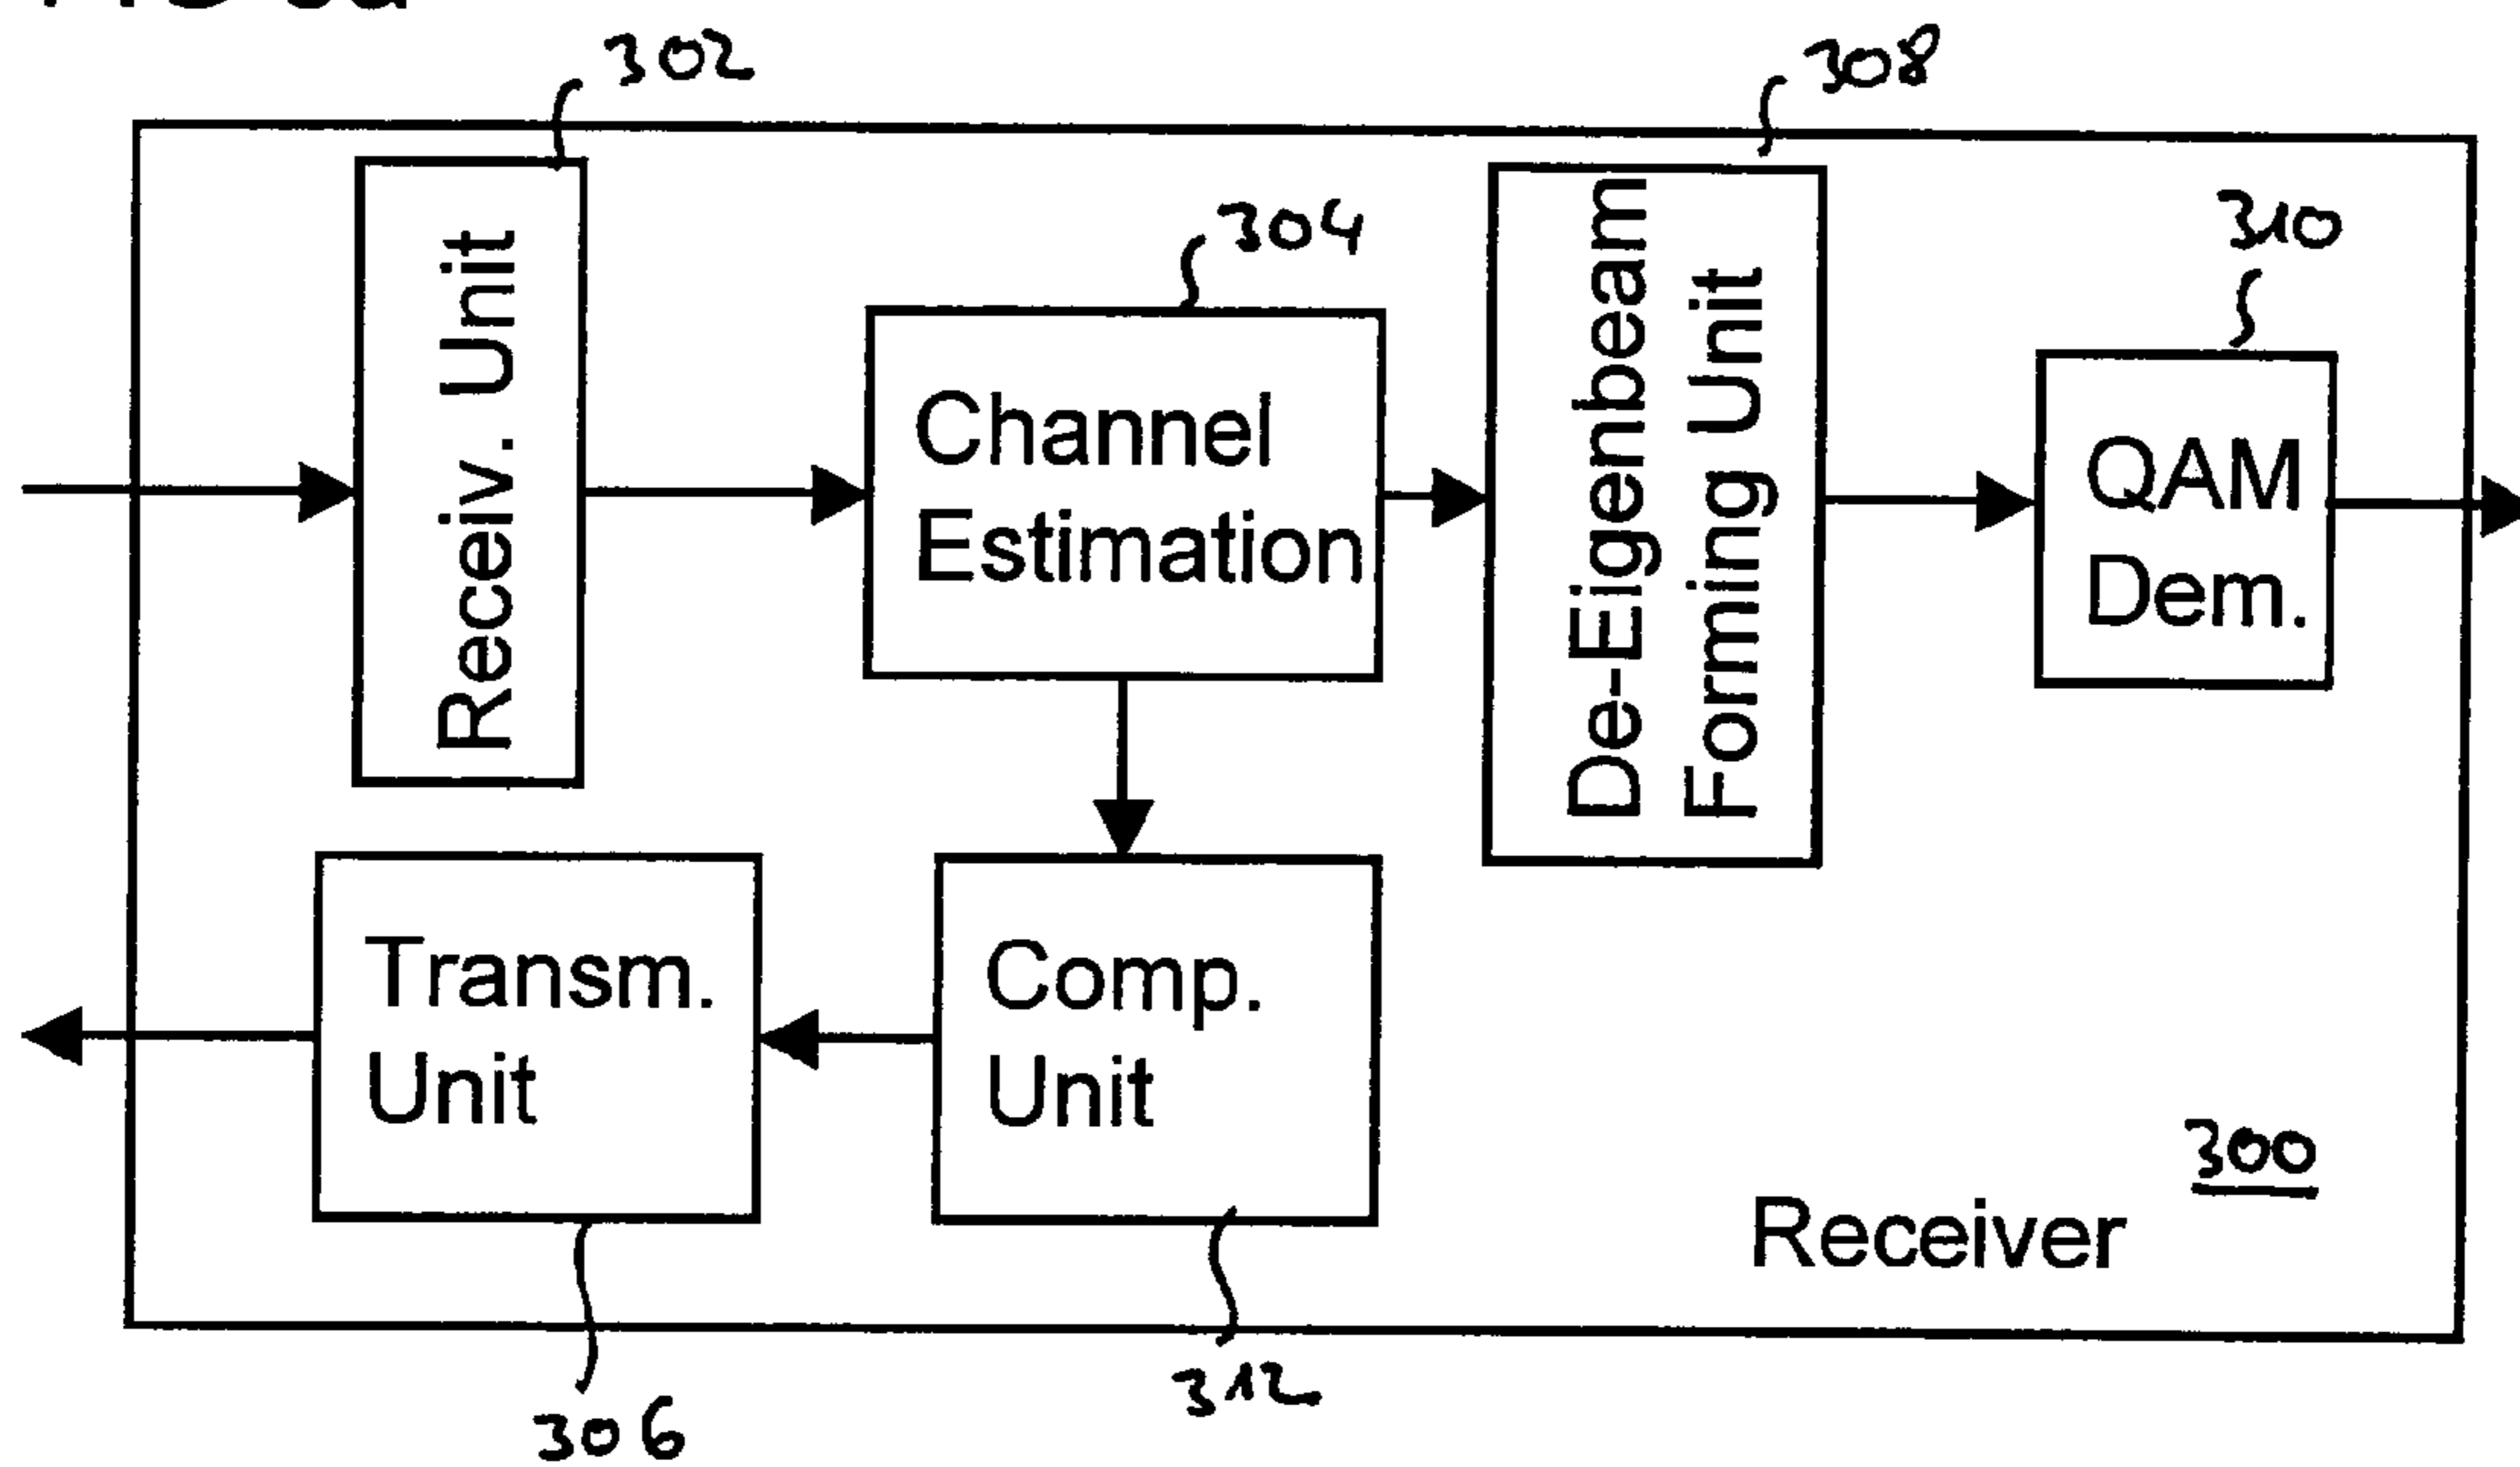 302
308
304
310
Receiv. Unit
Channel
Estimation
De-Eigenbeam
Forming Unit
QAM
Dem.
Transm.
Unit
Comp.
Unit
300
Receiver
306
312